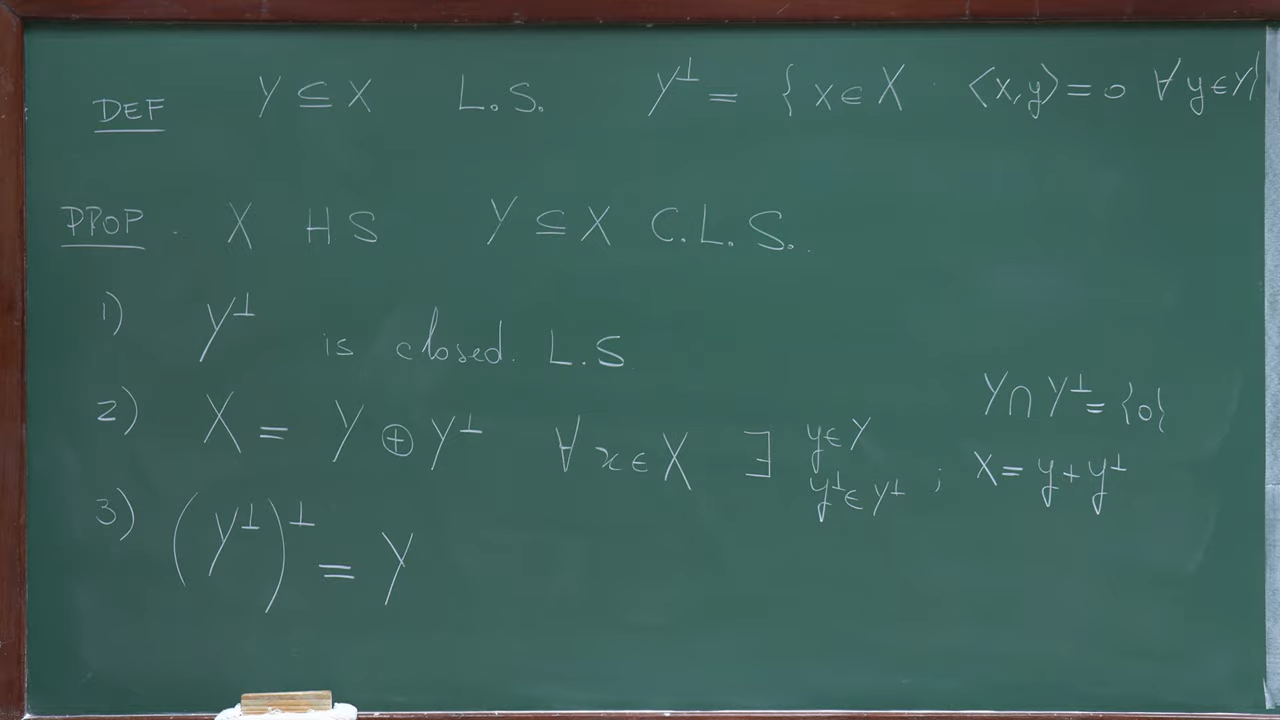 DEF Y ⊆ X L.S. Y⊥ = { x ∈ X · ⟨x,y⟩ = 0 ∀ y ∈ Y}
PROP. X HS Y ⊆ X C.L.S.
1) Y⊥ is closed. L.S
2) X = Y ⊕ Y⊥ ∀ x ∈ X ∃ y ∈ Y y⊥ ∈ Y⊥ ; Y ∩ Y⊥ = {0} X = y + y⊥
3) (Y⊥)⊥ = Y